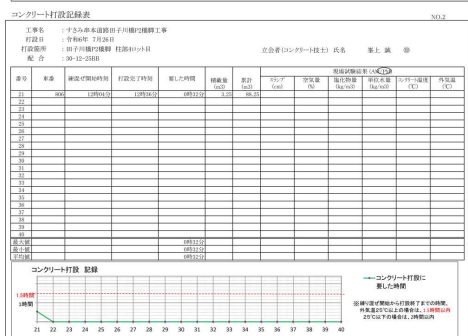 コンクリート打設記録表
NO.2
工事名 : すさみ串本道路田子川橋P2橋脚工事
打設日 : 令和6年 7月26日
打設箇所 : 田子川橋P2橋脚 柱部4ロット目 立会者(コンクリート技士) 氏名 峯上 誠 ㊞
配 合 : 30-12-25BB
番号 車番 練混ぜ開始時刻 打設完了時刻 要した時間 積載量(m3) 累計(m3) 現場試験結果
スランプ(cm) 空気量(%) 塩化物量(kg/m3) 単位水量(kg/m3) コンクリート温度(℃) 外気温(℃)
21 806 12時04分 12時36分 0時32分 3.25 88.25
22
23
24
25
26
27
28
29
30
31
32
33
34
35
36
37
38
39
40
最大値 0時32分
最小値 0時32分
平均値 0時32分
コンクリート打設 記録
コンクリート打設に
要した時間
1.5時間
1時間
※練り混ぜ開始から打設終了までの時間、
外気温25℃以上の場合は、1.5時間以内
25℃以下の場合は、2時間以内
21 22 23 24 25 26 27 28 29 30 31 32 33 34 35 36 37 38 39 40